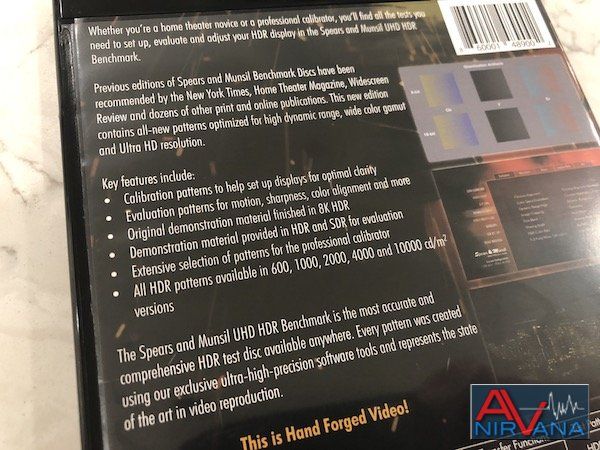 Whether you're a home theater novice or a professional calibrator, you'll find all the tests you
need to set up, evaluate and adjust your HDR display in the Spears and Munsil UHD HDR
Benchmark.
Previous editions of Spears and Munsil Benchmark Discs have been
recommended by the New York Times, Home Theater Magazine, Widescreen
Review and dozens of other print and online publications. This new edition
contains all-new patterns optimized for high dynamic range, wide color gamut
and Ultra HD resolution.
Key features include:
• Calibration patterns to help set up displays for optimal clarity
• Evaluation patterns for motion, sharpness, color alignment and more
• Original demonstration material finished in 8K HDR
• Demonstration material provided in HDR and SDR for evaluation
• Extensive selection of patterns for the professional calibrator
• All HDR patterns available in 600, 1000, 2000, 4000 and 10000 cd/m²
versions
The Spears and Munsil UHD HDR Benchmark is the most accurate and
comprehensive HDR test disc available anywhere. Every pattern was created
using our exclusive ultra-high-precision software tools and represents the state
of the art in video reproduction.
This is Hand Forged Video!
60001 48900
Spears & Munsil
AV
NIRVANA
Transfer Function